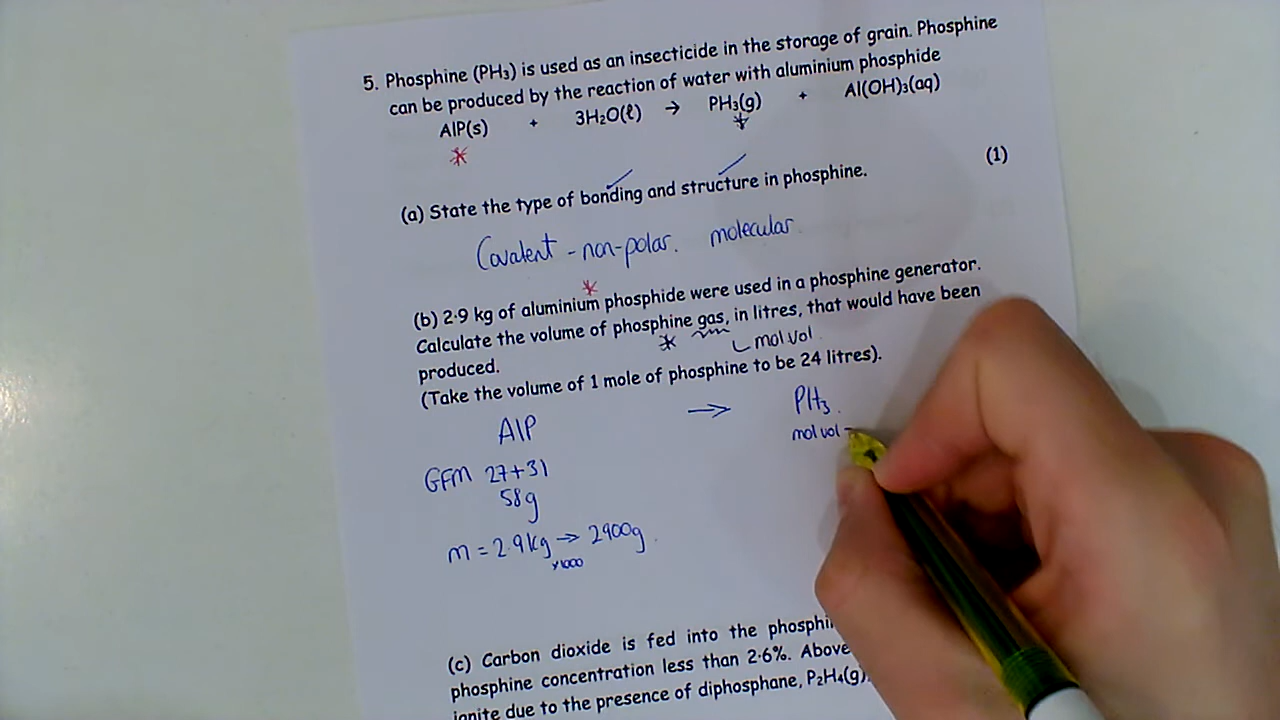 5. Phosphine (PH₃) is used as an insecticide in the storage of grain. Phosphine
can be produced by the reaction of water with aluminium phosphide
AlP(s) + 3H₂O(ℓ) → PH₃(g) + Al(OH)₃(aq)
(a) State the type of bonding and structure in phosphine. (1)
Covalent - non-polar. molecular.
(b) 2·9 kg of aluminium phosphide were used in a phosphine generator.
Calculate the volume of phosphine gas, in litres, that would have been
produced. mol vol
(Take the volume of 1 mole of phosphine to be 24 litres).
AlP → PH₃.
mol vol =
GFM 27+31
58g
m = 2.9kg → 2900g.
x1000
(c) Carbon dioxide is fed into the
phosphine concentration less than 2·6%. Above
ignite due to the presence of diphosphane, P₂H₄(g)